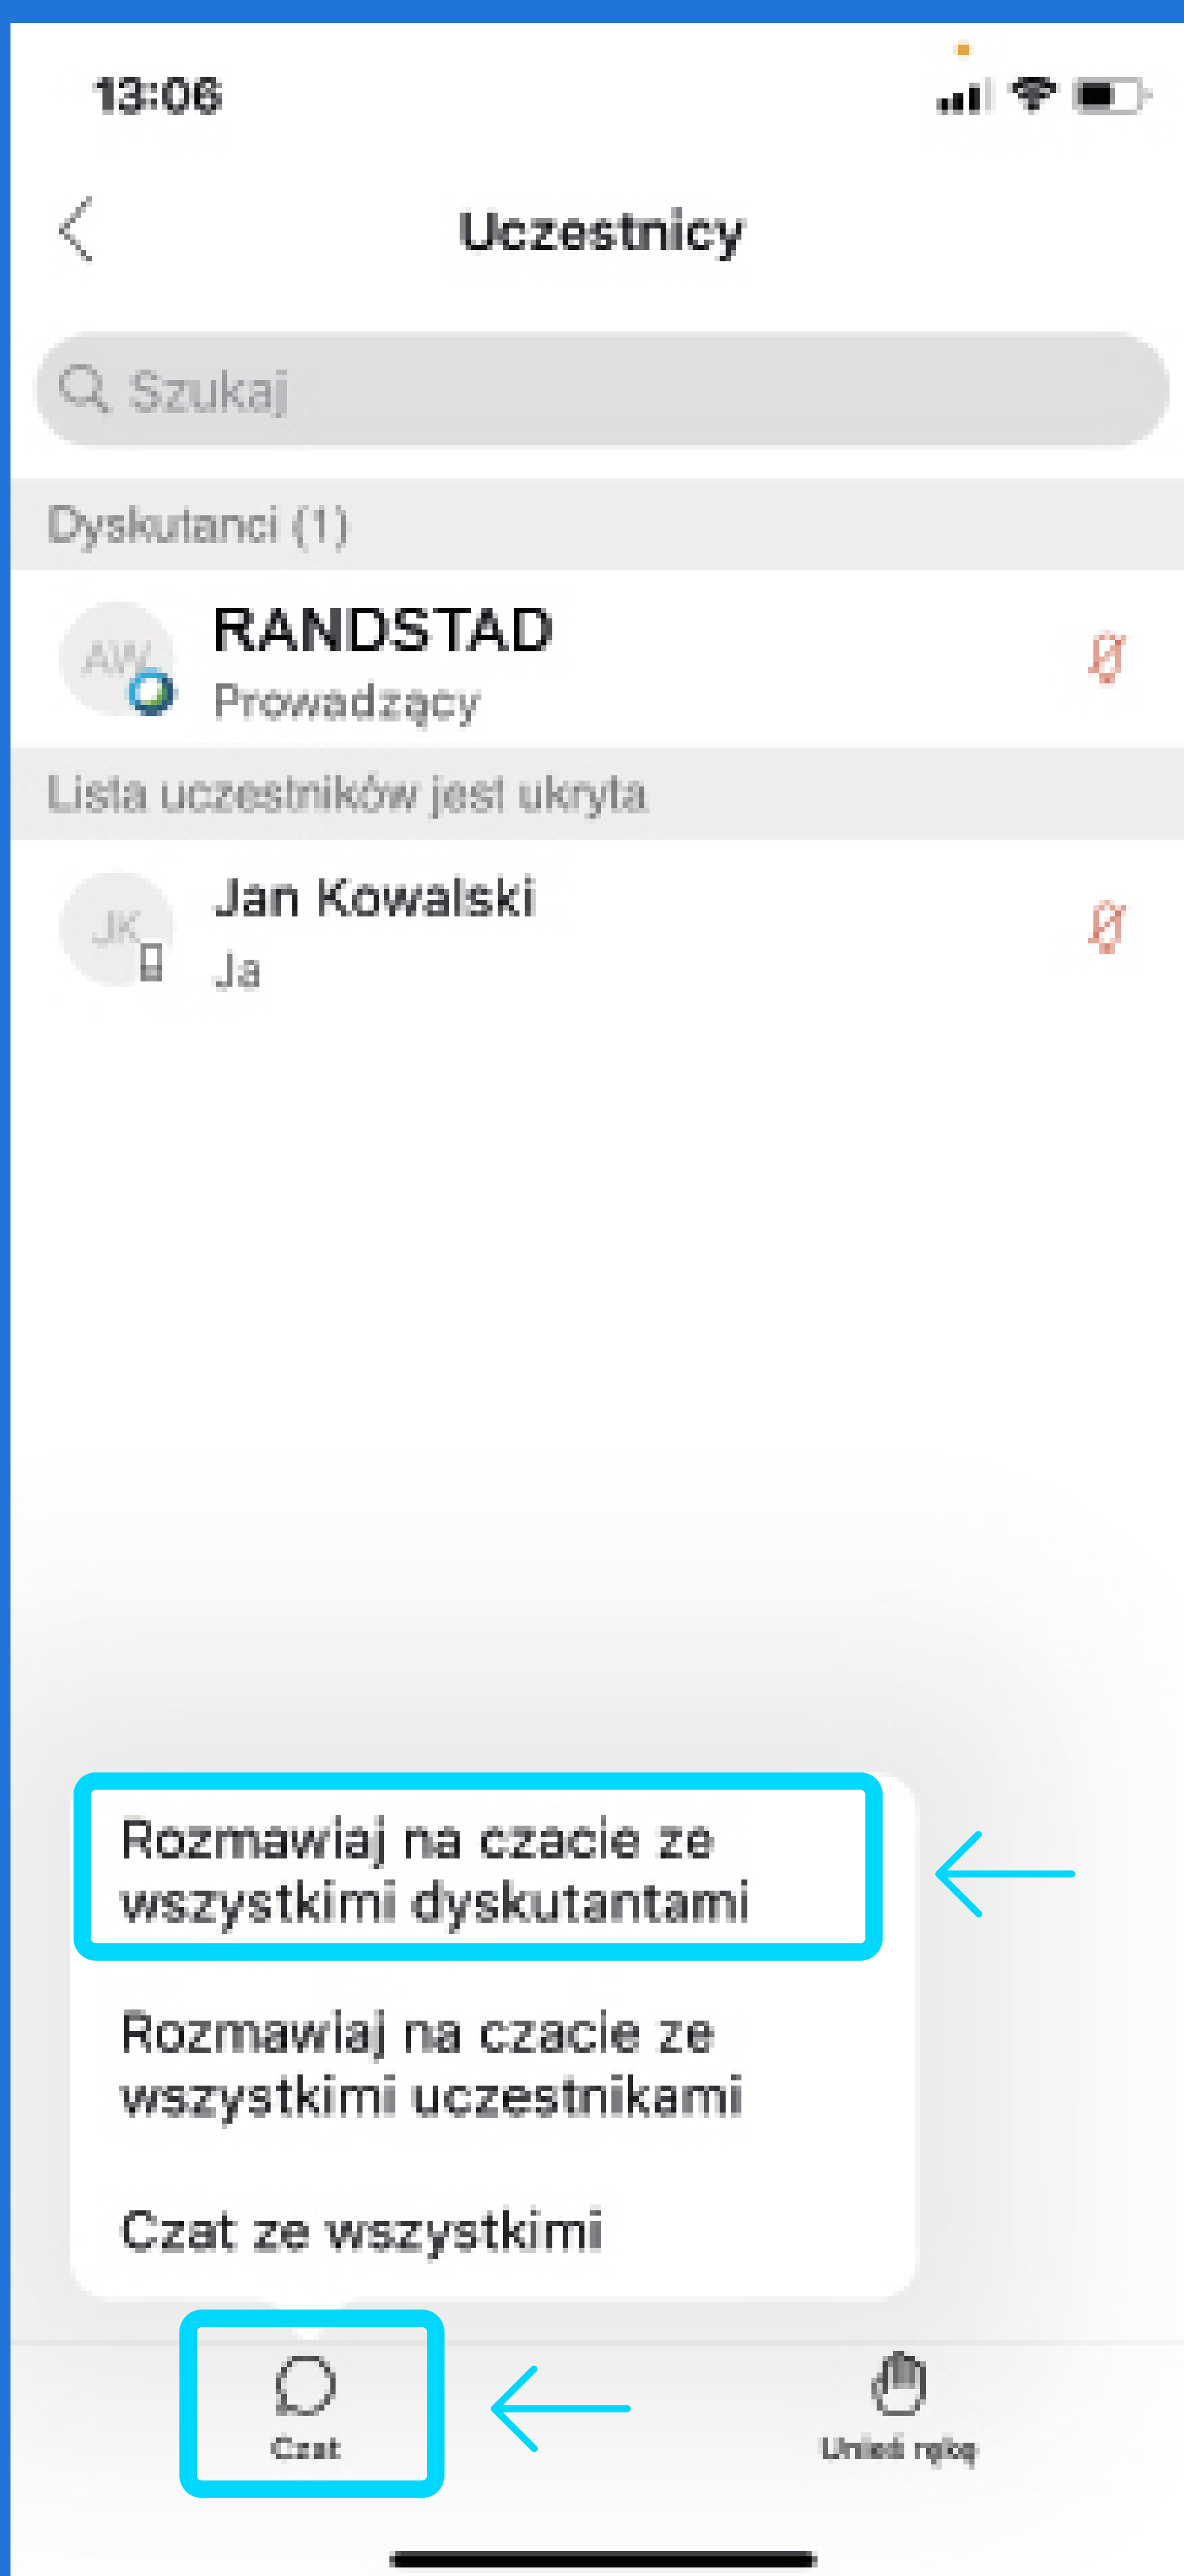 13:06
Uczestnicy
Szukaj
Dyskutanci (1)
AW
RANDSTAD
Prowadzący
Lista uczestników jest ukryta
JK
Jan Kowalski
Ja
Rozmawiaj na czacie ze
wszystkimi dyskutantami
Rozmawiaj na czacie ze
wszystkimi uczestnikami
Czat ze wszystkimi
Czat
Unieś rękę